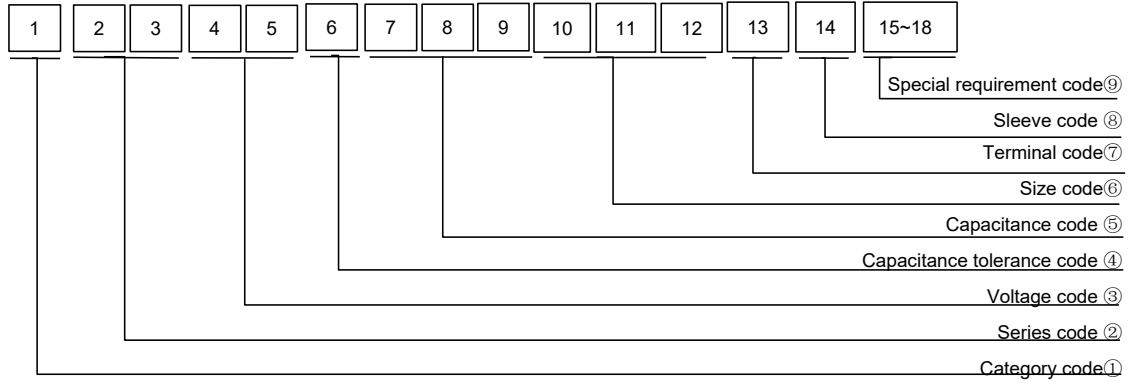 1 2 3 4 5 6 7 8 9 10 11 12 13 14 15~18
Special requirement code⑨
Sleeve code ⑧
Terminal code⑦
Size code⑥
Capacitance code ⑤
Capacitance tolerance code ④
Voltage code ③
Series code ②
Category code①